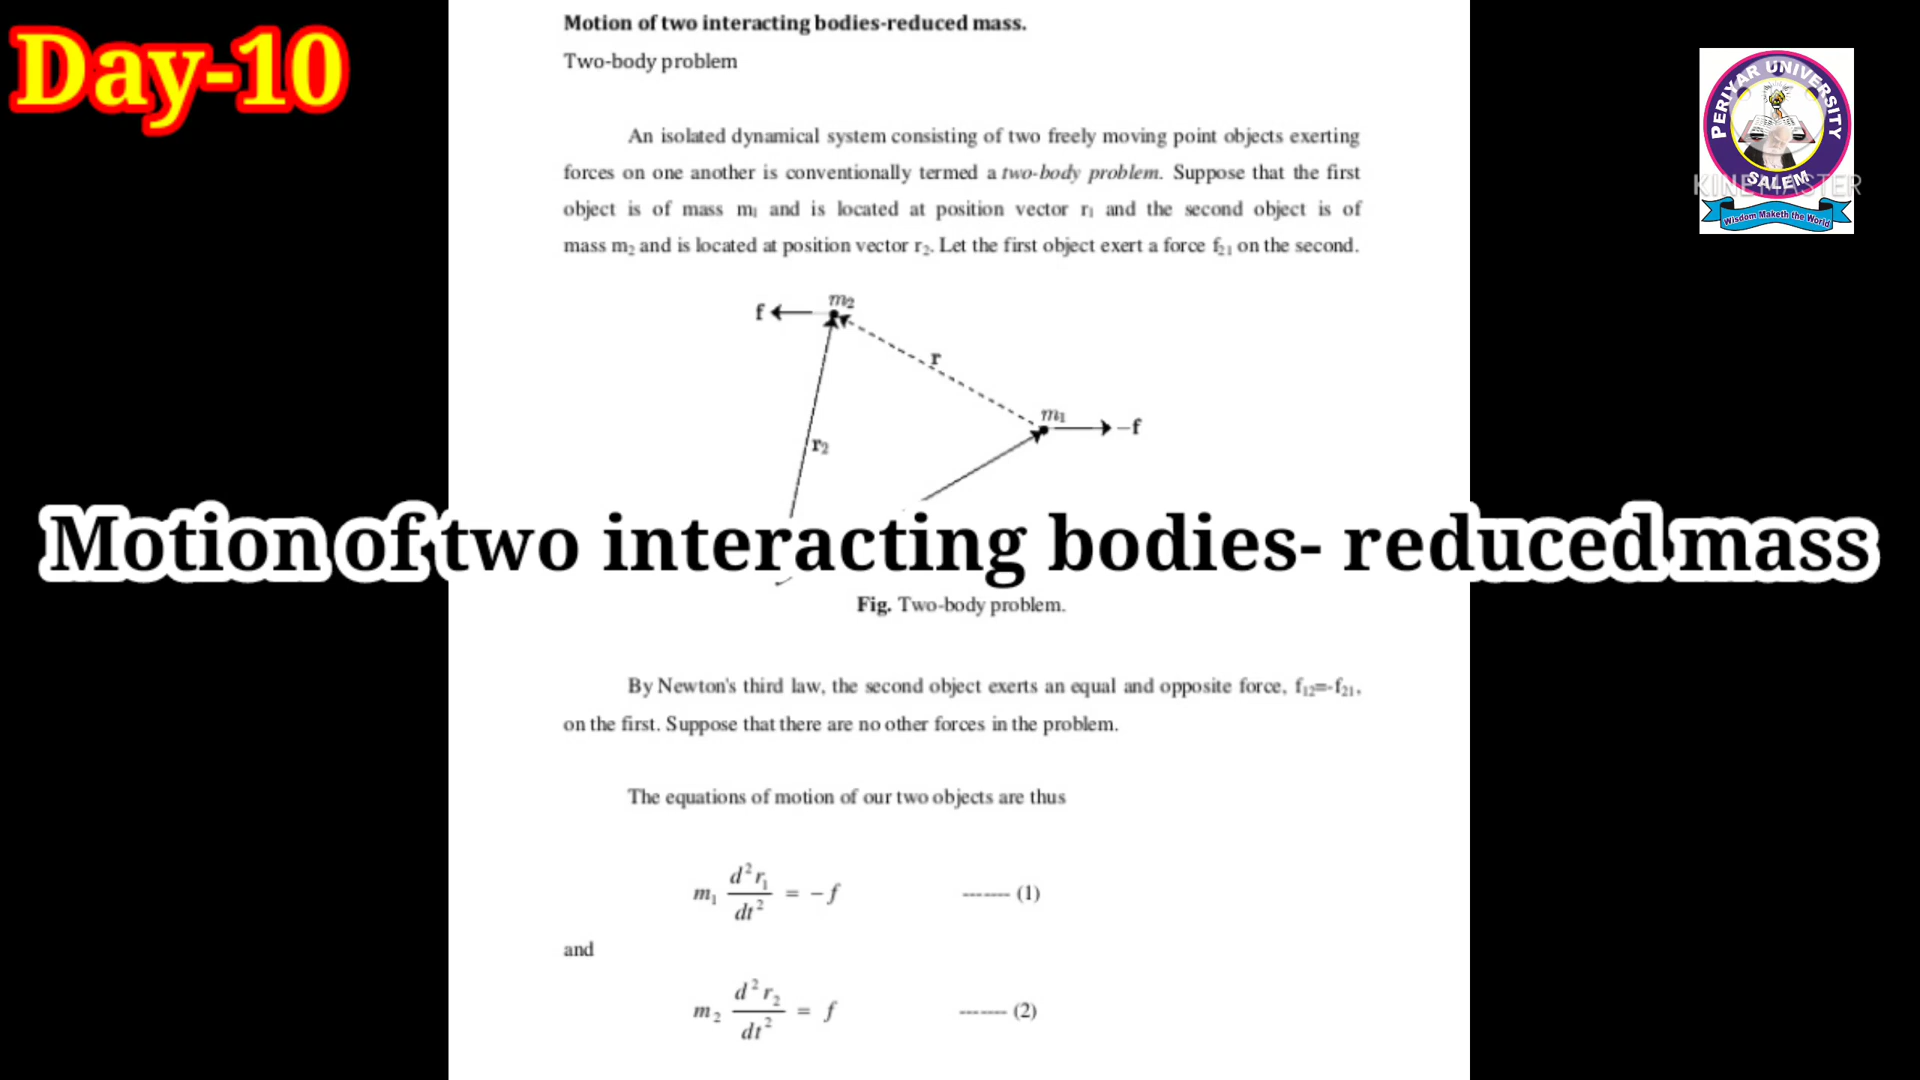 Day-10
Motion of two interacting bodies-reduced mass.
Two-body problem
An isolated dynamical system consisting of two freely moving point objects exerting
forces on one another is conventionally termed a two-body problem. Suppose that the first
object is of mass m₁ and is located at position vector r₁ and the second object is of
mass m₂ and is located at position vector r₂. Let the first object exert a force f₂₁ on the second.
f
m₂
r
m₁
-f
r₂
Motion of two interacting bodies- reduced mass
Fig. Two-body problem.
By Newton's third law, the second object exerts an equal and opposite force, f₁₂=-f₂₁,
on the first. Suppose that there are no other forces in the problem.
The equations of motion of our two objects are thus
m₁ d²r₁/dt² = -f ------- (1)
and
m₂ d²r₂/dt² = f ------- (2)
PERIYAR UNIVERSITY
SALEM
KINEMASTER
Wisdom Maketh the World